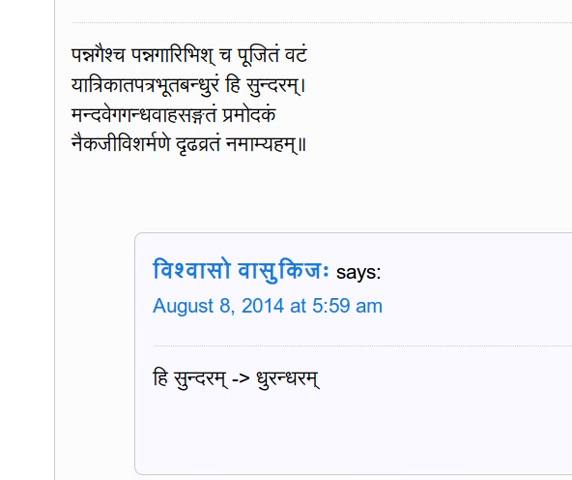 पन्नगैश्च पन्नगारिभिश् च पूजितं वटं
यात्रिकातपत्रभूतबन्धुरं हि सुन्दरम्।
मन्दवेगगन्धवाहसङ्गतं प्रमोदकं
नैकजीविशर्मणे दृढव्रतं नमाम्यहम्॥
विश्वासो वासुकिजः says:
August 8, 2014 at 5:59 am
हि सुन्दरम् -> धुरन्धरम्